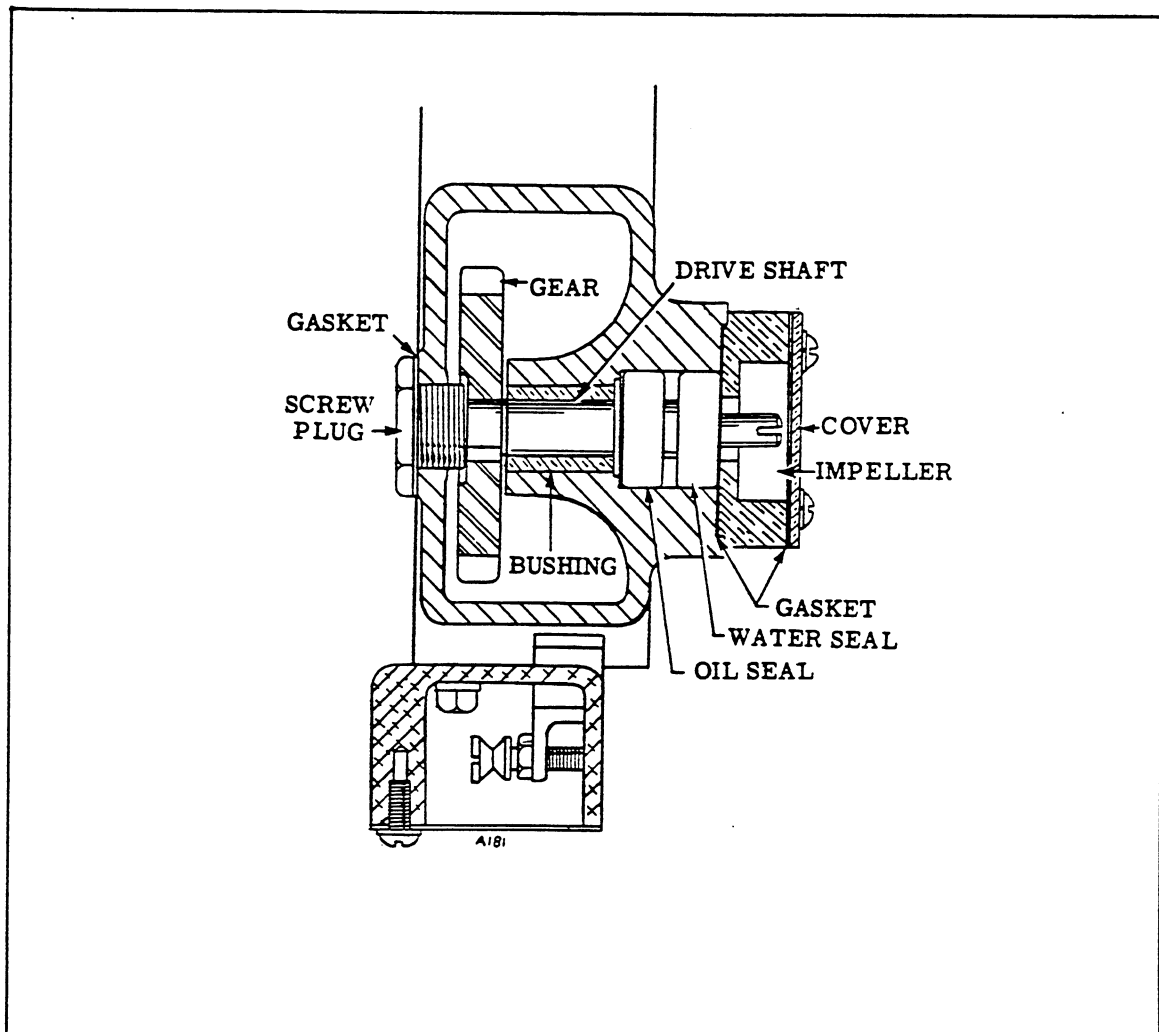 DRIVE SHAFT
GEAR
GASKET
SCREW
PLUG
COVER
IMPELLER
BUSHING
GASKET
WATER SEAL
OIL SEAL
A181